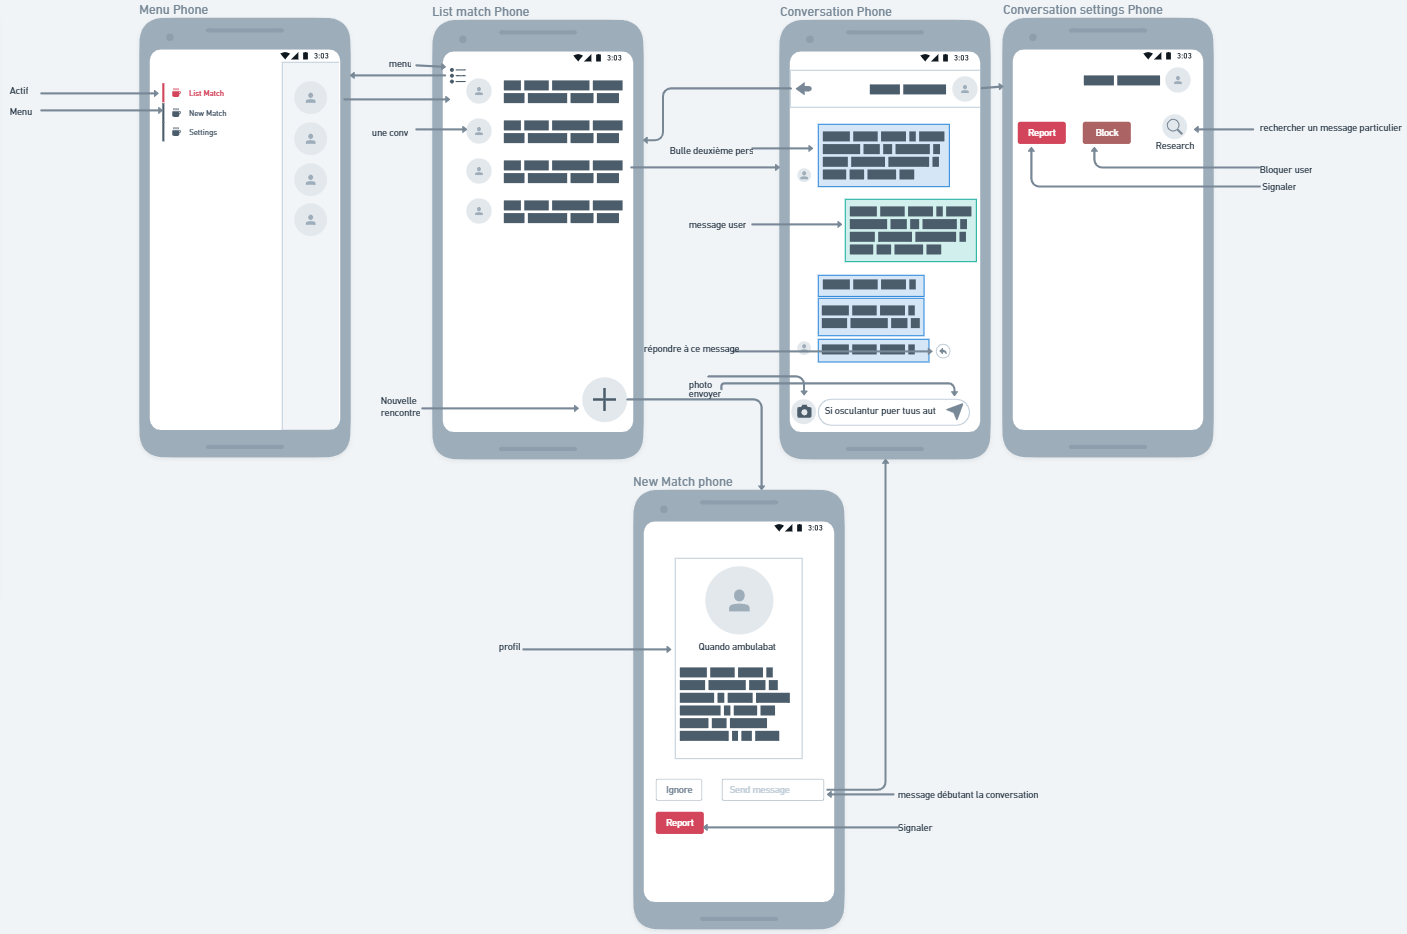 Menu Phone
List match Phone
Conversation Phone
Conversation settings Phone
3:03
3:03
3:03
3:03
menu
Actif
Menu
List Match
New Match
Settings
une conv
Bulle deuxième pers
message user
répondre à ce message
photo
envoyer
Si osculantur puer tuus aut
Nouvelle
rencontre
Report
Block
Research
rechercher un message particulier
Bloquer user
Signaler
New Match phone
3:03
profil
Quando ambulabat
Ignore
Send message
message débutant la conversation
Report
Signaler